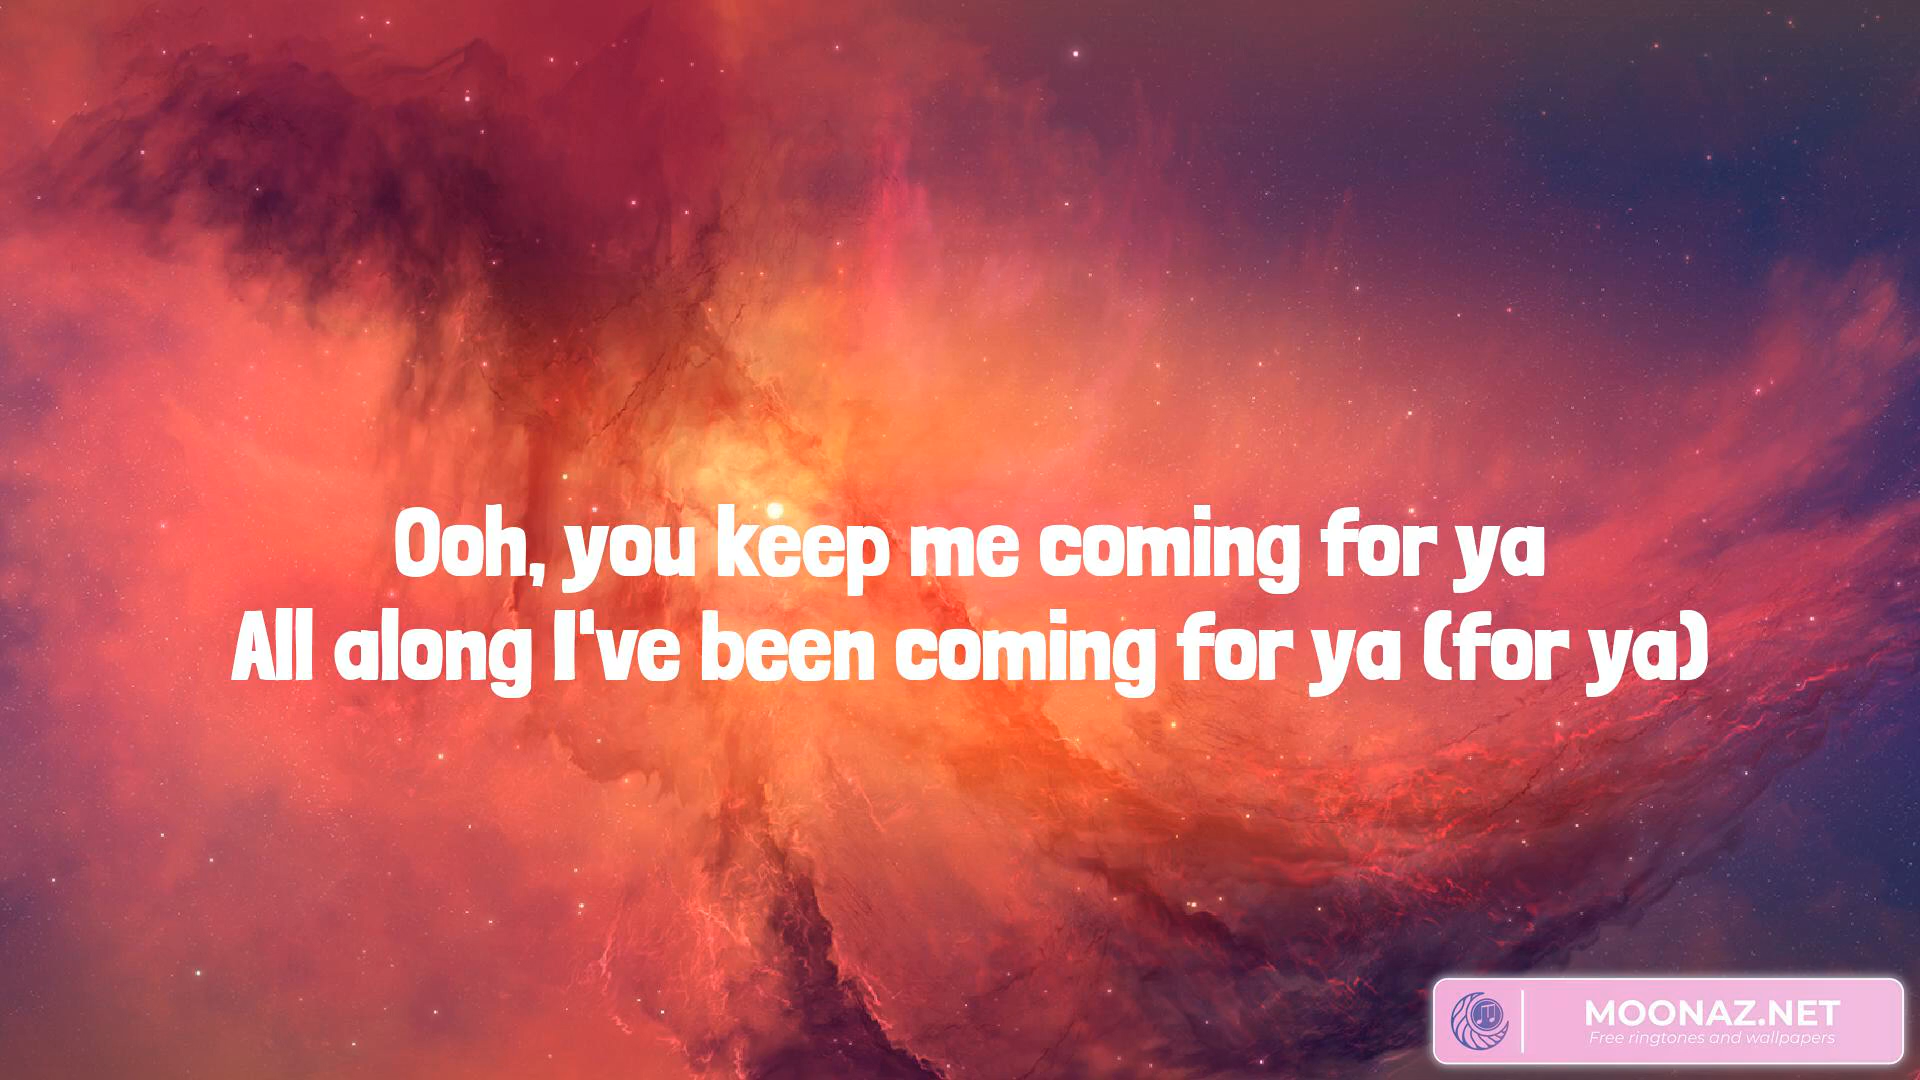 Ooh, you keep me coming for ya
All along I've been coming for ya (for ya)
MOONAZ.NET
Free ringtones and wallpapers